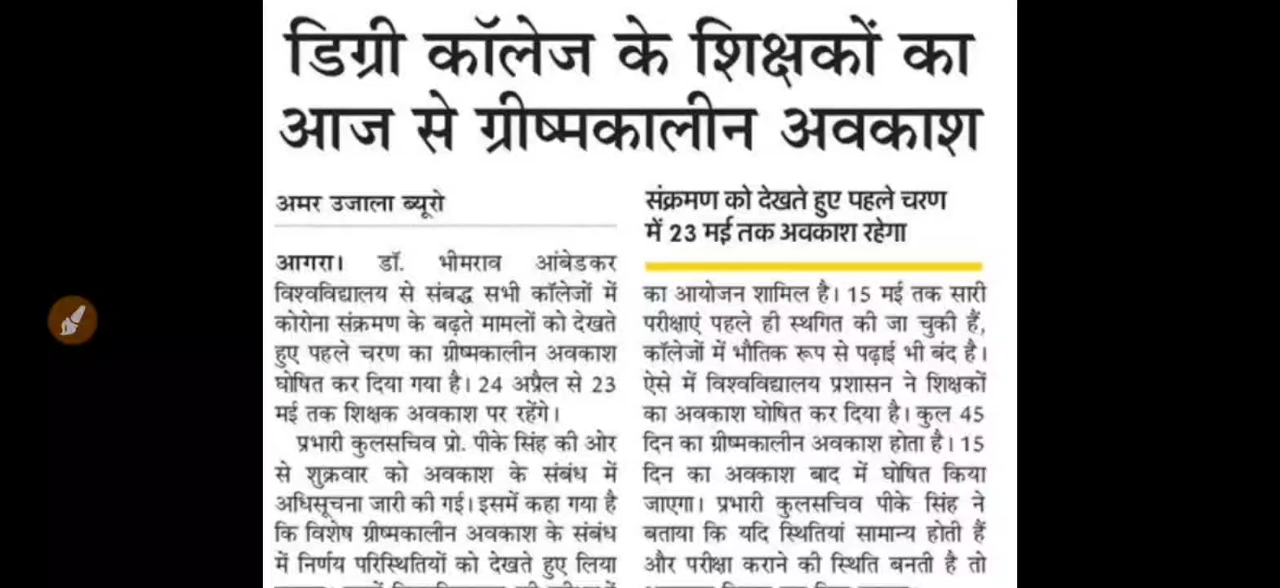 डिग्री कॉलेज के शिक्षकों का
आज से ग्रीष्मकालीन अवकाश
अमर उजाला ब्यूरो
आगरा। डॉ. भीमराव आंबेडकर
विश्वविद्यालय से संबद्ध सभी कॉलेजों में
कोरोना संक्रमण के बढ़ते मामलों को देखते
हुए पहले चरण का ग्रीष्मकालीन अवकाश
घोषित कर दिया गया है। 24 अप्रैल से 23
मई तक शिक्षक अवकाश पर रहेंगे।
प्रभारी कुलसचिव प्रो. पीके सिंह की ओर
से शुक्रवार को अवकाश के संबंध में
अधिसूचना जारी की गई। इसमें कहा गया है
कि विशेष ग्रीष्मकालीन अवकाश के संबंध
में निर्णय परिस्थितियों को देखते हुए लिया
संक्रमण को देखते हुए पहले चरण
में 23 मई तक अवकाश रहेगा
का आयोजन शामिल है। 15 मई तक सारी
परीक्षाएं पहले ही स्थगित की जा चुकी हैं,
कॉलेजों में भौतिक रूप से पढ़ाई भी बंद है।
ऐसे में विश्वविद्यालय प्रशासन ने शिक्षकों
का अवकाश घोषित कर दिया है। कुल 45
दिन का ग्रीष्मकालीन अवकाश होता है। 15
दिन का अवकाश बाद में घोषित किया
जाएगा। प्रभारी कुलसचिव पीके सिंह ने
बताया कि यदि स्थितियां सामान्य होती हैं
और परीक्षा कराने की स्थिति बनती है तो